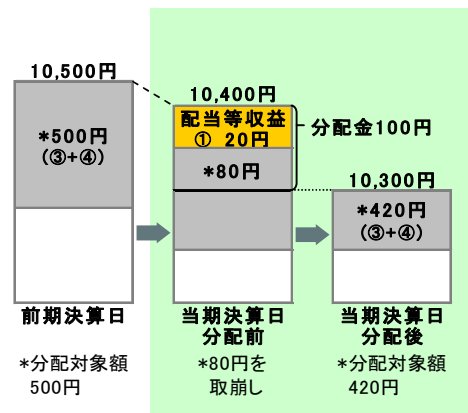 10,500円
*500円
(③+④)
前期決算日
*分配対象額
500円
10,400円
配当等収益
① 20円
*80円
分配金100円
当期決算日
分配前
*80円を
取崩し
10,300円
*420円
(③+④)
当期決算日
分配後
*分配対象額
420円